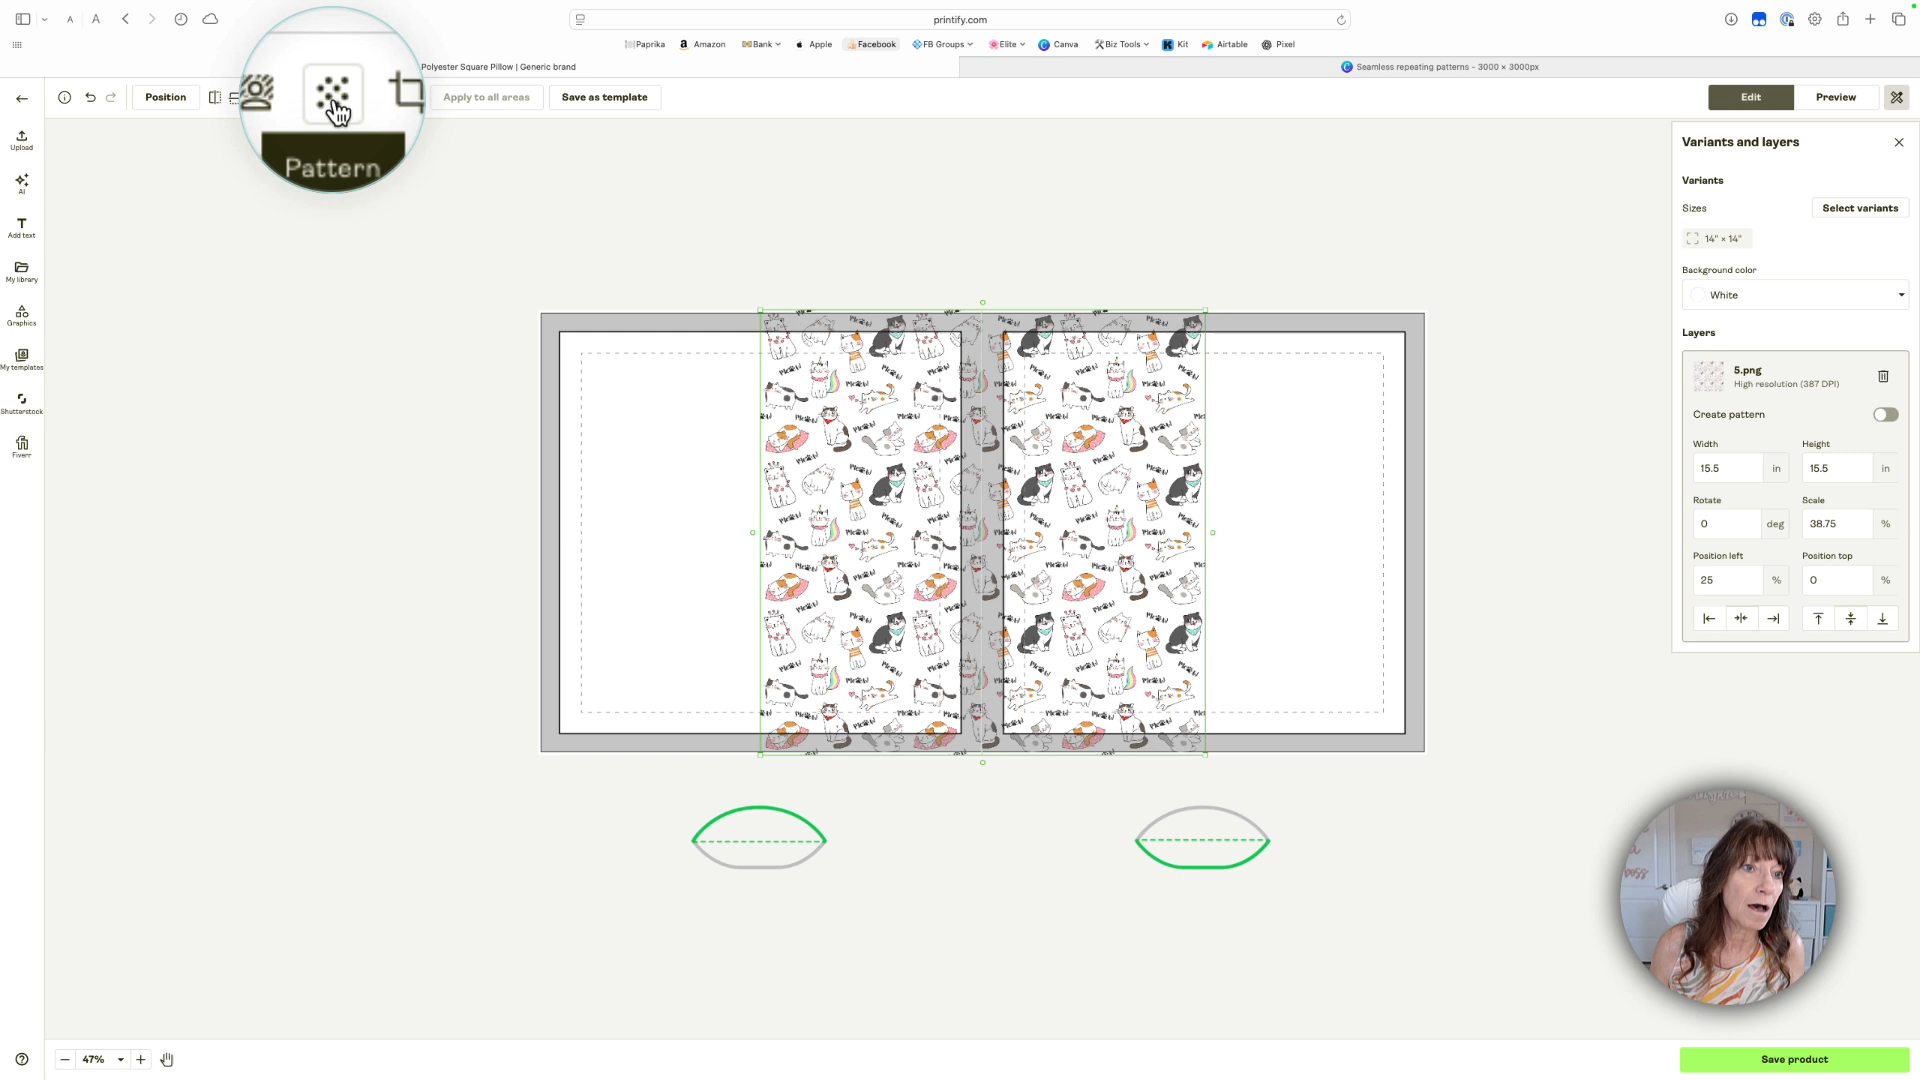 A A
printify.com
Paprika Amazon Bank Apple Facebook FB Groups Elite Canva Biz Tools Kit Airtable Pixel
Polyester Square Pillow | Generic brand
Seamless repeating patterns - 3000 × 3000px
Position
Pattern
Apply to all areas
Save as template
Edit
Preview
Upload
AI
Add text
My library
Graphics
My templates
Shutterstock
Fiverr
Variants and layers
Variants
Sizes
Select variants
14" × 14"
Background color
White
Layers
5.png
High resolution (387 DPI)
Create pattern
Width Height
15.5 in 15.5 in
Rotate Scale
0 deg 38.75 %
Position left Position top
25 % 0 %
47%
Save product